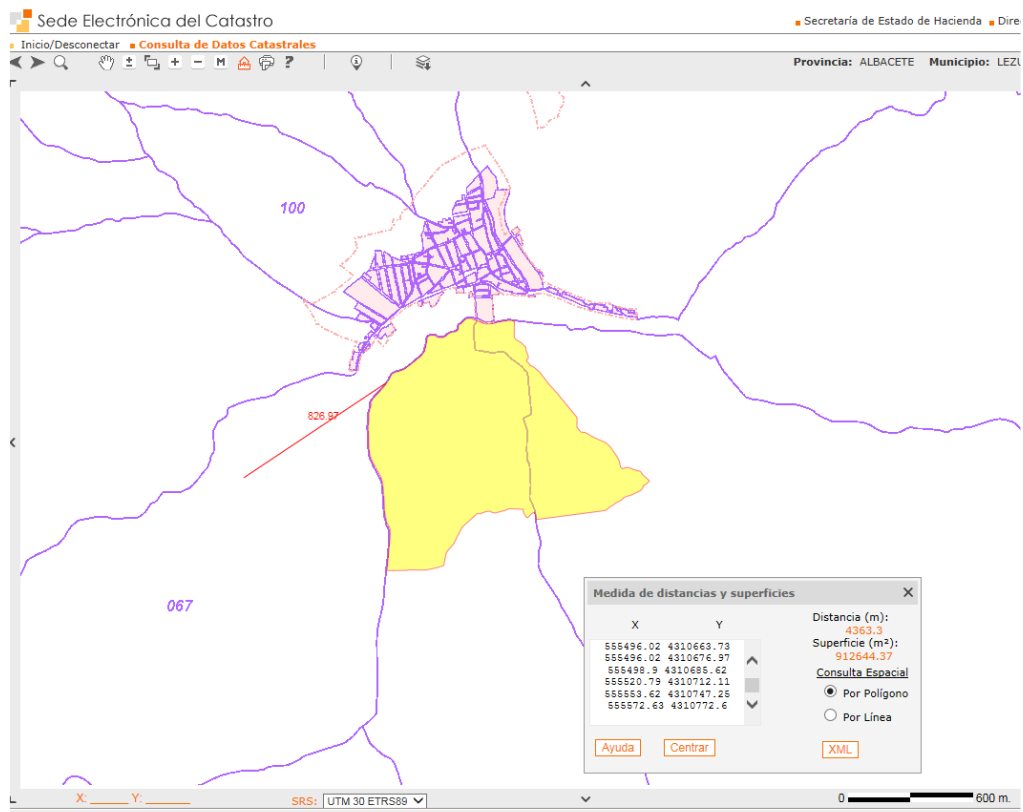 Sede Electrónica del Catastro
Secretaría de Estado de Hacienda
Inicio/Desconectar Consulta de Datos Catastrales
M ?
Provincia: ALBACETE Municipio:
100
826.97
067
Medida de distancias y superficies
X Y
555496.02 4310663.73
555496.02 4310676.97
555498.9 4310685.62
555520.79 4310712.11
555553.62 4310747.25
555572.63 4310772.6
Distancia (m):
4363.3
Superficie (m²):
912644.37
Consulta Espacial
Por Polígono
Por Línea
Ayuda Centrar XML
X: ______ Y: ______ SRS: UTM 30 ETRS89 0 600 m.